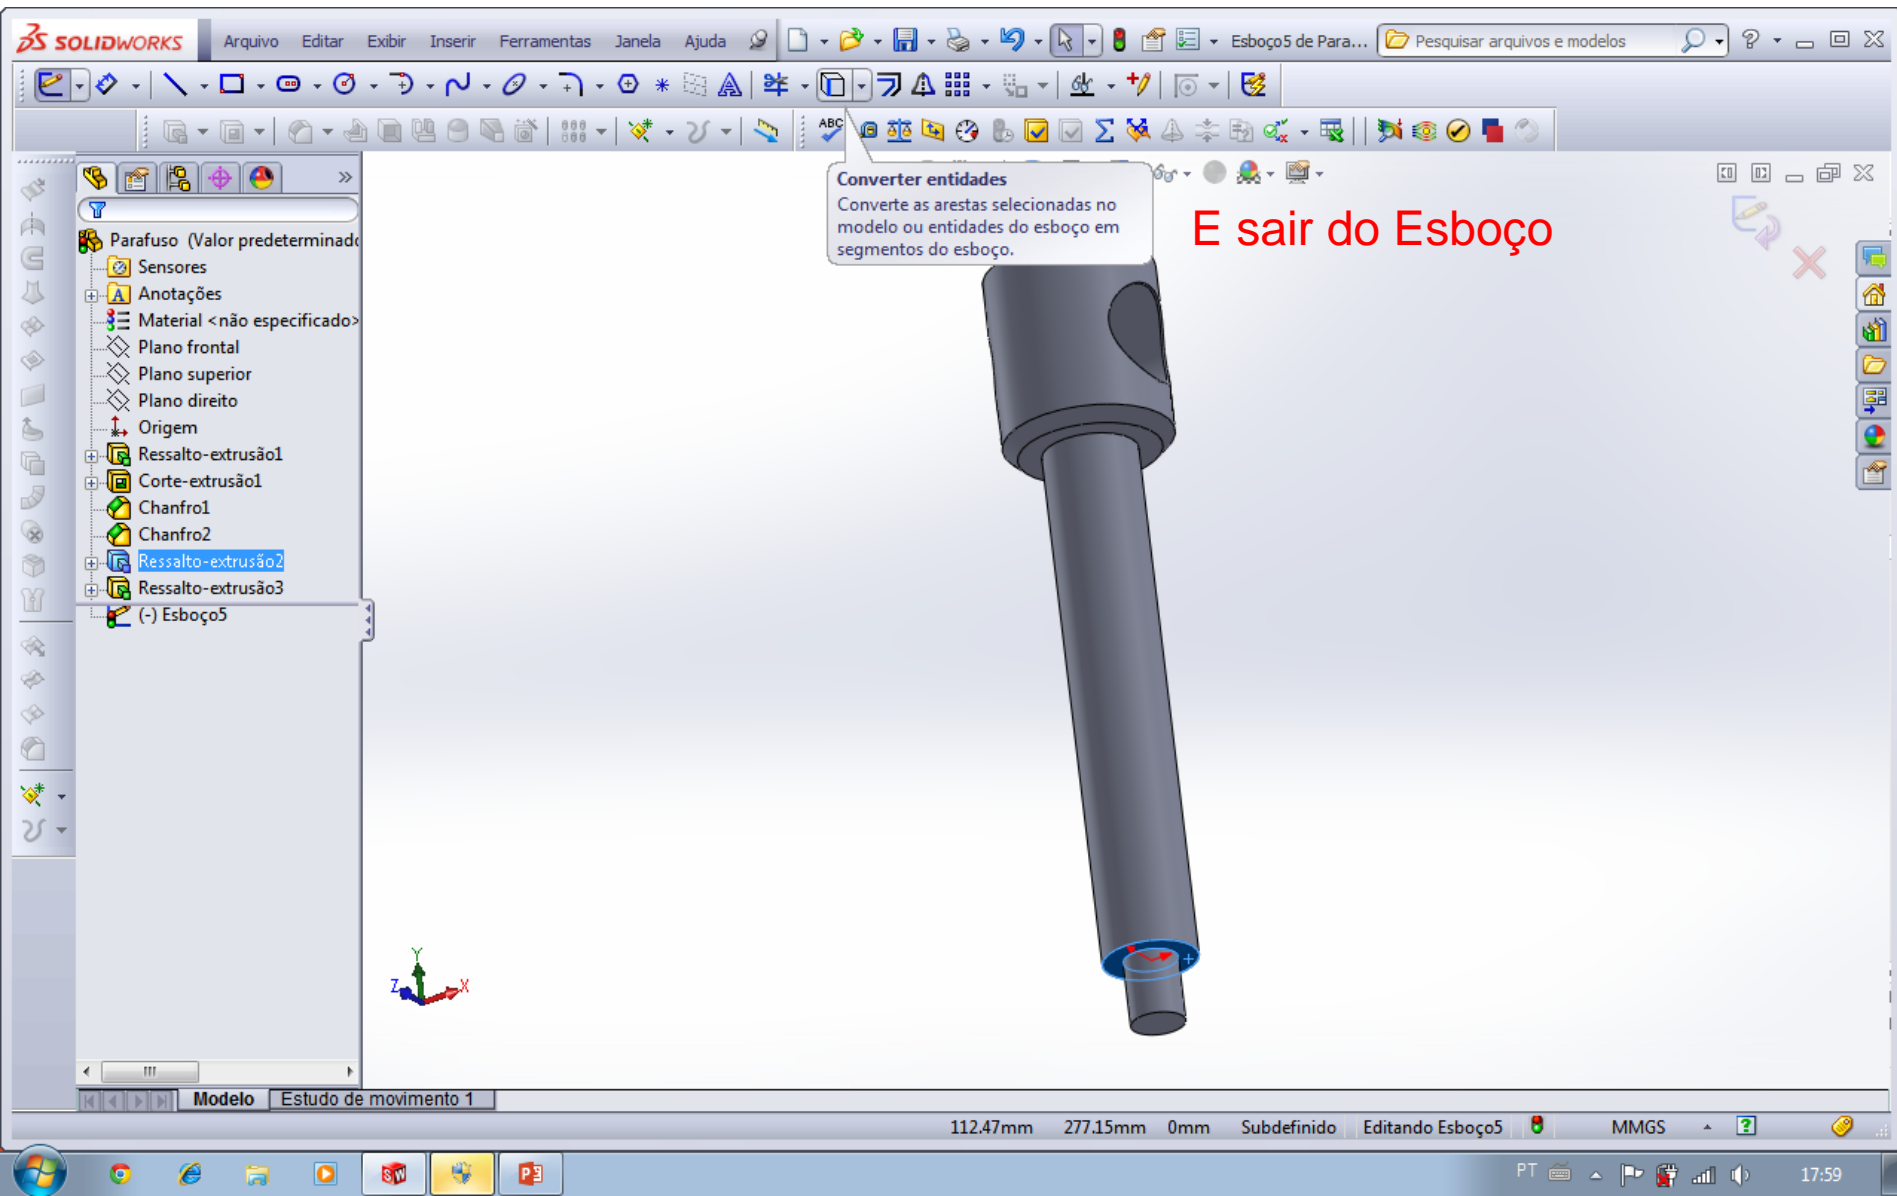 SOLIDWORKS Arquivo Editar Exibir Inserir Ferramentas Janela Ajuda Esboço5 de Para... Pesquisar arquivos e modelos
ABC
Converter entidades
Converte as arestas selecionadas no
modelo ou entidades do esboço em
segmentos do esboço.
E sair do Esboço
Parafuso (Valor predeterminado
Sensores
Anotações
Material <não especificado>
Plano frontal
Plano superior
Plano direito
Origem
Ressalto-extrusão1
Corte-extrusão1
Chanfro1
Chanfro2
Ressalto-extrusão2
Ressalto-extrusão3
(-) Esboço5
Y
Z X
Modelo Estudo de movimento 1
112.47mm 277.15mm 0mm Subdefinido Editando Esboço5 MMGS
PT 17:59